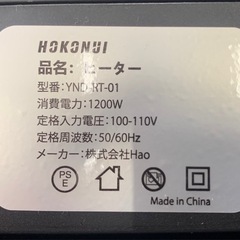 HOKONUI
品名：ヒーター
型番：YND-RT-01
消費電力：1200W
定格入力電圧：100-110V
定格周波数：50/60Hz
メーカー：株式会社Hao
PS
E
Made in China